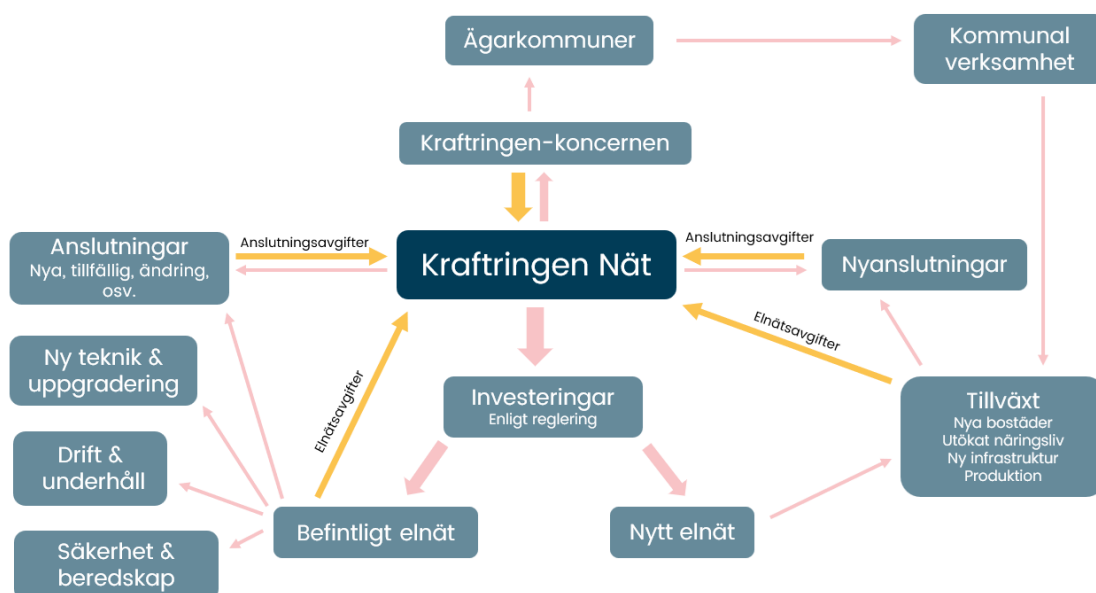 Ägarkommuner
Kommunal
verksamhet
Kraftringen-koncernen
Anslutningar
Nya, tillfällig, ändring,
osv.
Anslutningsavgifter
Kraftringen Nät
Anslutningsavgifter
Nyanslutningar
Elnätsavgifter
Elnätsavgifter
Ny teknik &
uppgradering
Investeringar
Enligt reglering
Tillväxt
Nya bostäder
Utökat näringsliv
Ny infrastruktur
Produktion
Drift &
underhåll
Befintligt elnät
Nytt elnät
Säkerhet &
beredskap